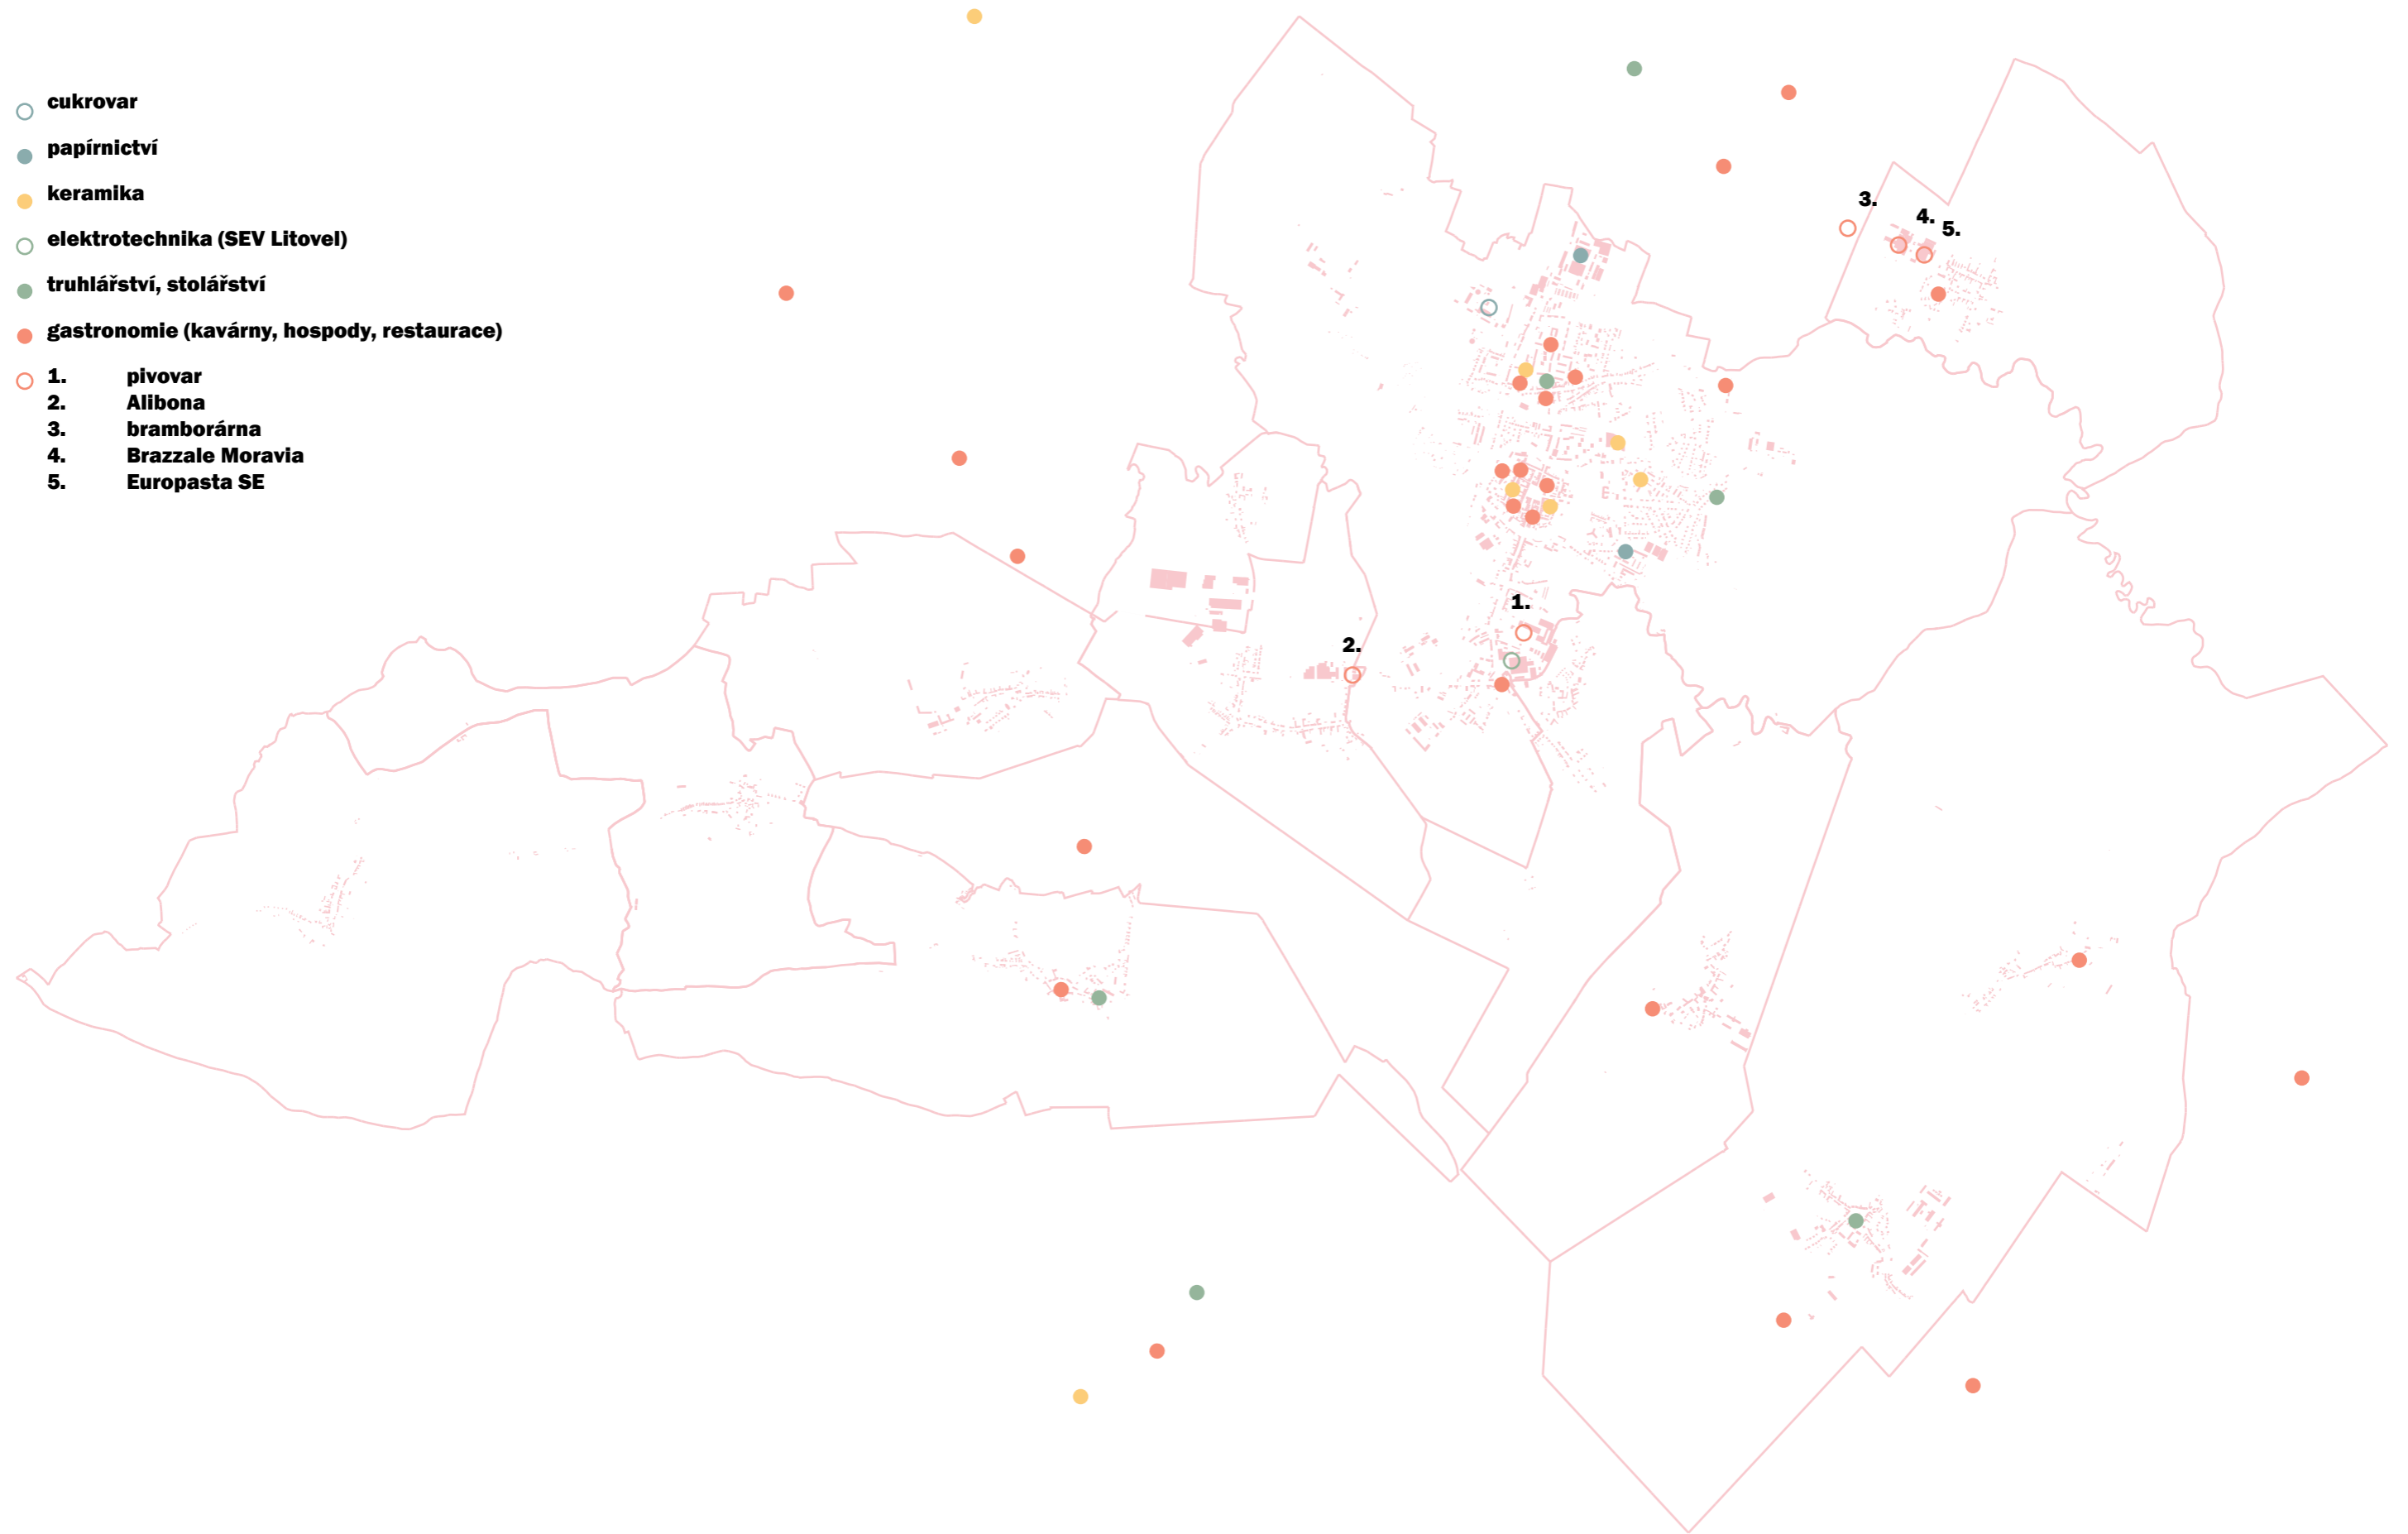 cukrovar
papírnictví
keramika
elektrotechnika (SEV Litovel)
truhlářství, stolářství
gastronomie (kavárny, hospody, restaurace)
1. pivovar
2. Alibona
3. bramborárna
4. Brazzale Moravia
5. Europasta SE
3.
4.
5.
1.
2.